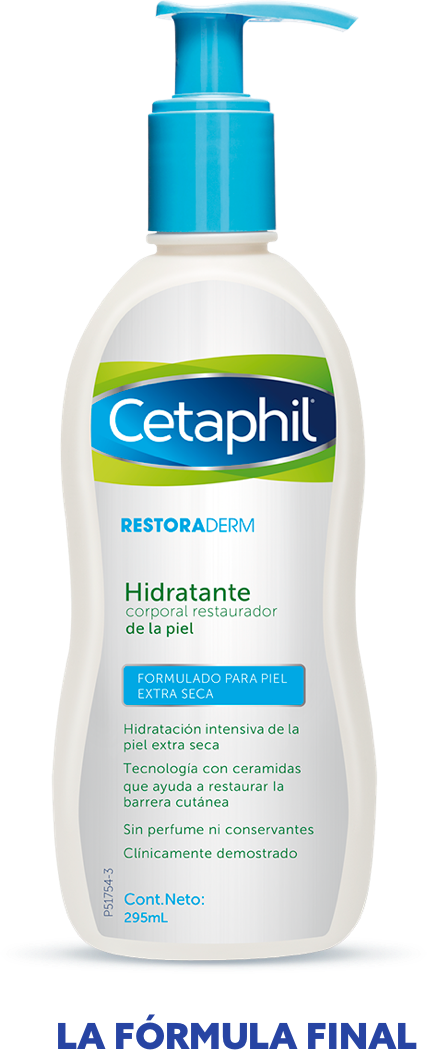 Cetaphil®
RESTORADERM
Hidratante
corporal restaurador
de la piel
FORMULADO PARA PIEL
EXTRA SECA
Hidratación intensiva de la
piel extra seca
Tecnología con ceramidas
que ayuda a restaurar la
barrera cutánea
Sin perfume ni conservantes
Clínicamente demostrado
P51754-3
Cont.Neto:
295mL
LA FÓRMULA FINAL